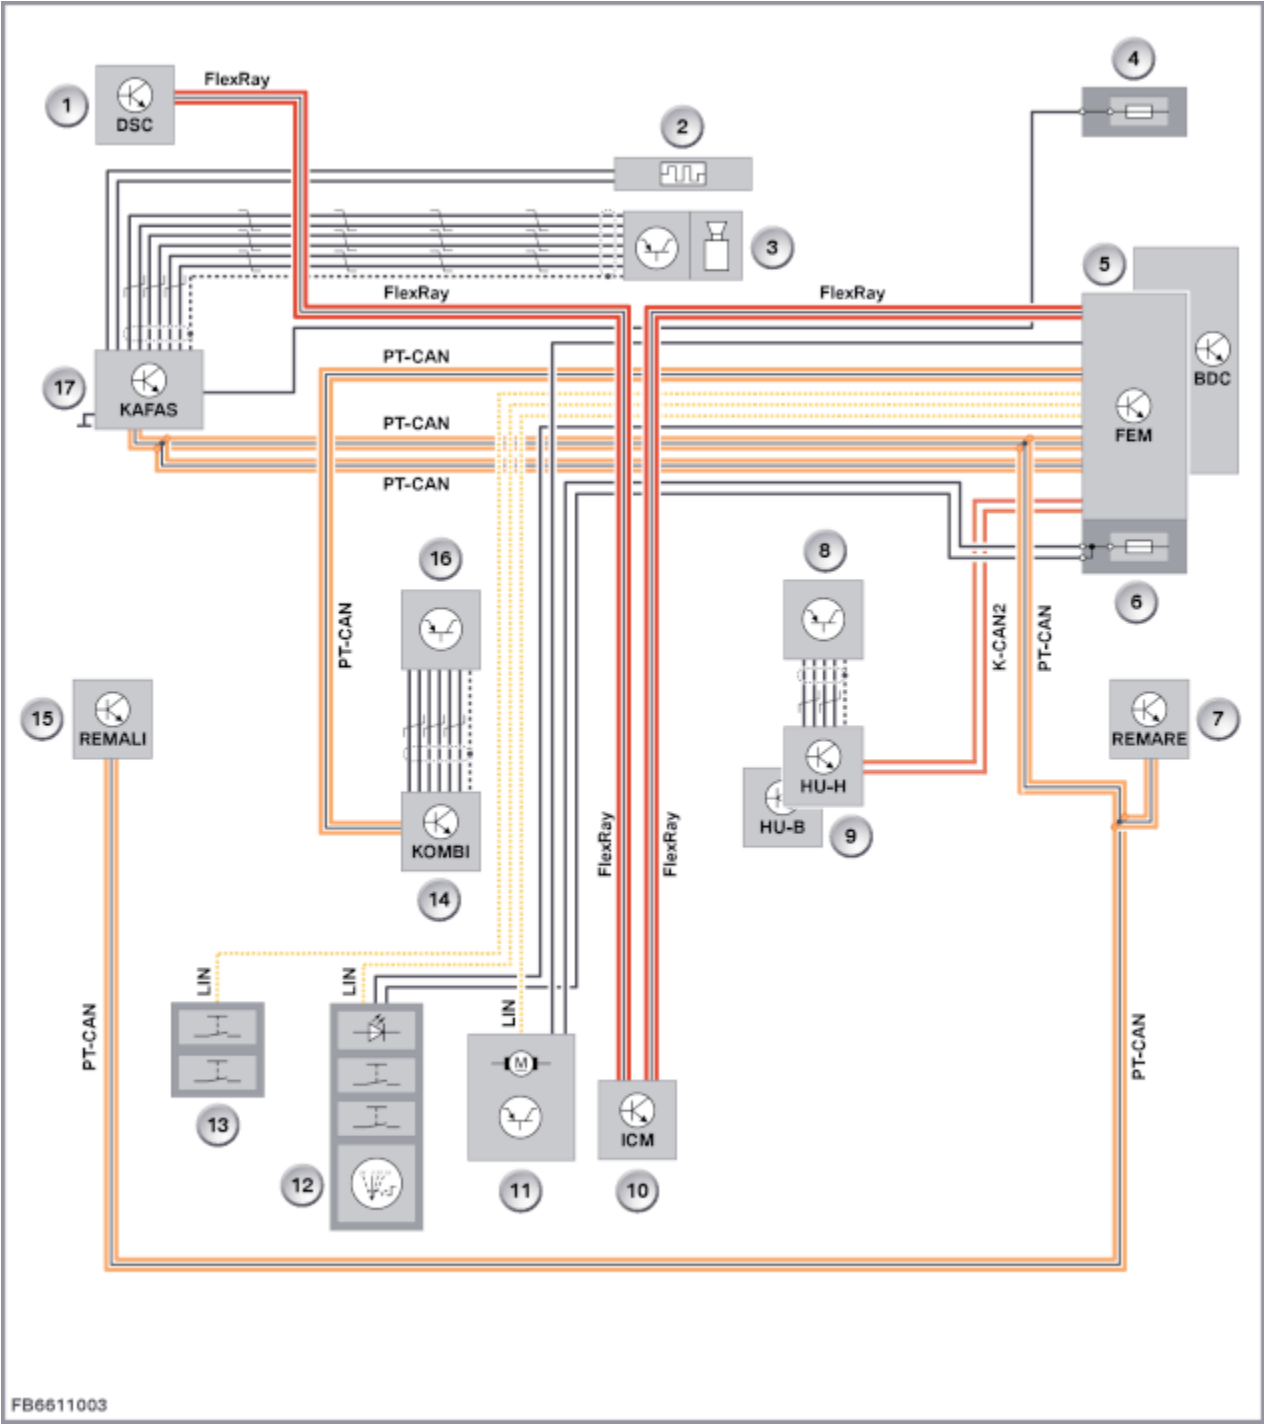 FlexRay
4
1
DSC
2
3
5
FlexRay
FlexRay
BDC
PT-CAN
17
KAFAS
FEM
PT-CAN
PT-CAN
16
8
6
PT-CAN
K-CAN2
PT-CAN
15
REMALI
7
REMARE
HU-H
HU-B
9
KOMBI
14
FlexRay
FlexRay
LIN
LIN
LIN
PT-CAN
PT-CAN
13
12
11
ICM
10
FB6611003